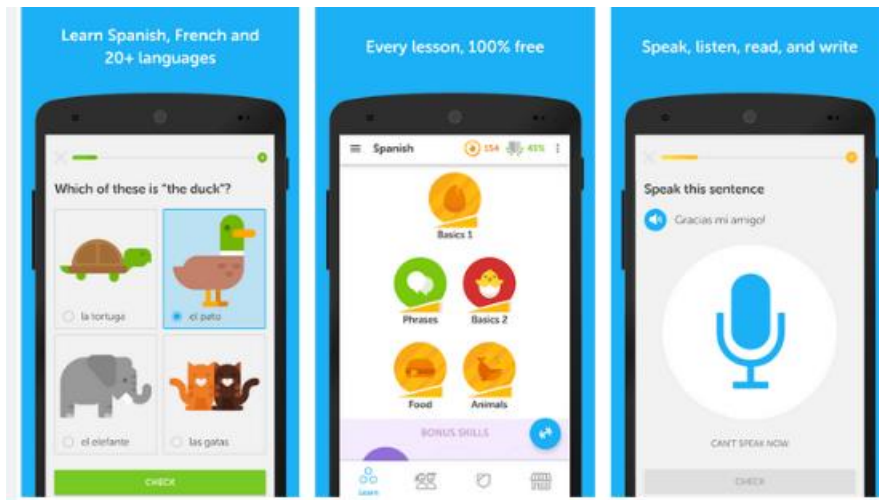 Learn Spanish, French and
20+ languages
Which of these is "the duck"?
la tortuga
el pato
el elefante
las gatas
CHECK
Every lesson, 100% free
Spanish
154
45%
Basics 1
Phrases
Basics 2
Food
Animals
BONUS SKILLS
Learn
Speak, listen, read, and write
Speak this sentence
Gracias mi amigo!
CAN'T SPEAK NOW
CHECK